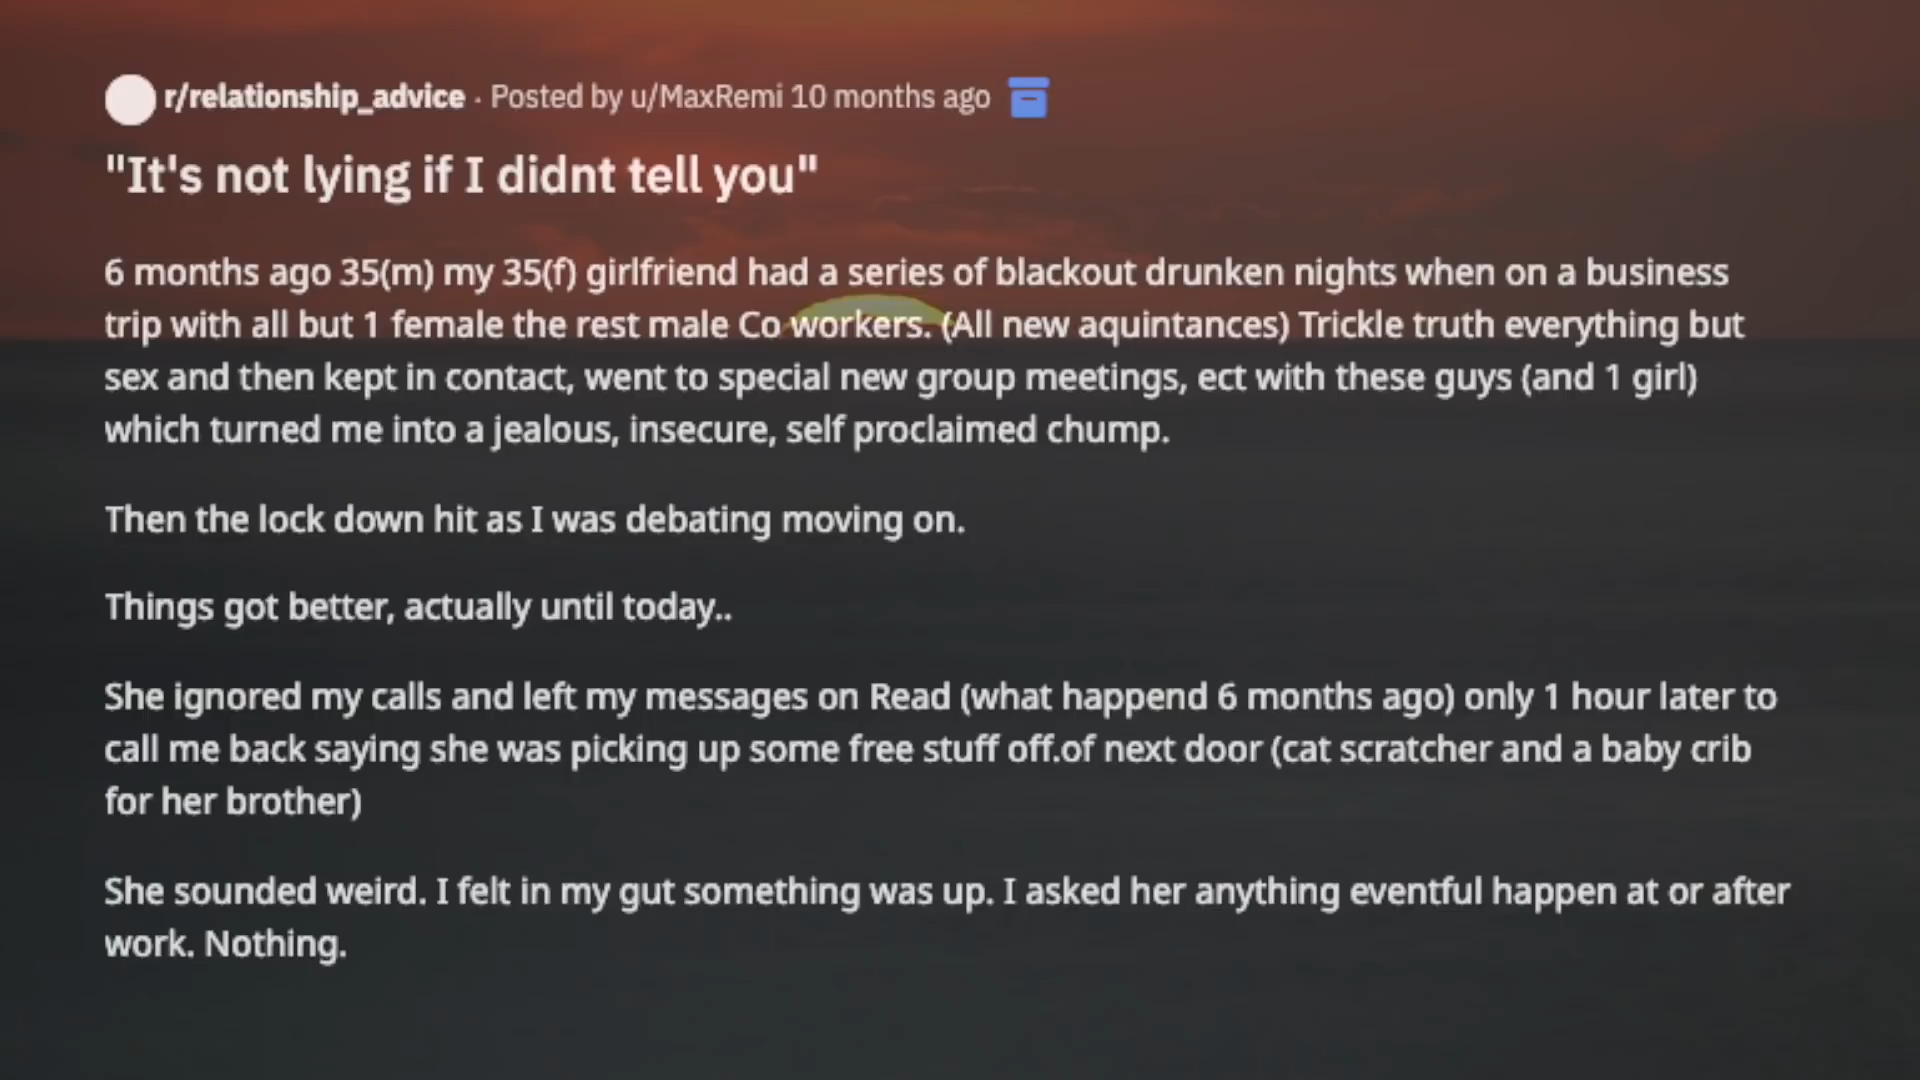 r/relationship_advice · Posted by u/MaxRemi 10 months ago
"It's not lying if I didnt tell you"
6 months ago 35(m) my 35(f) girlfriend had a series of blackout drunken nights when on a business
trip with all but 1 female the rest male Co workers. (All new aquintances) Trickle truth everything but
sex and then kept in contact, went to special new group meetings, ect with these guys (and 1 girl)
which turned me into a jealous, insecure, self proclaimed chump.
Then the lock down hit as I was debating moving on.
Things got better, actually until today..
She ignored my calls and left my messages on Read (what happend 6 months ago) only 1 hour later to
call me back saying she was picking up some free stuff off.of next door (cat scratcher and a baby crib
for her brother)
She sounded weird. I felt in my gut something was up. I asked her anything eventful happen at or after
work. Nothing.